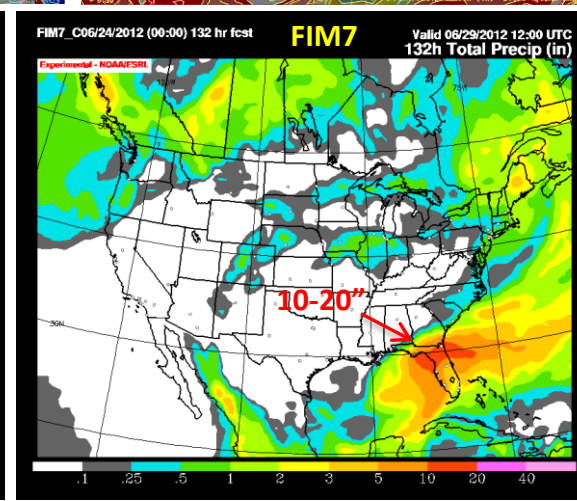 FIM7_C06/24/2012 (00:00) 132 hr fcst
FIM7
Valid 06/29/2012 12:00 UTC
132h Total Precip (in)
Experimental - NOAA/ESRL
10-20”
30N
.1 .25 .5 1 2 3 5 10 20 40